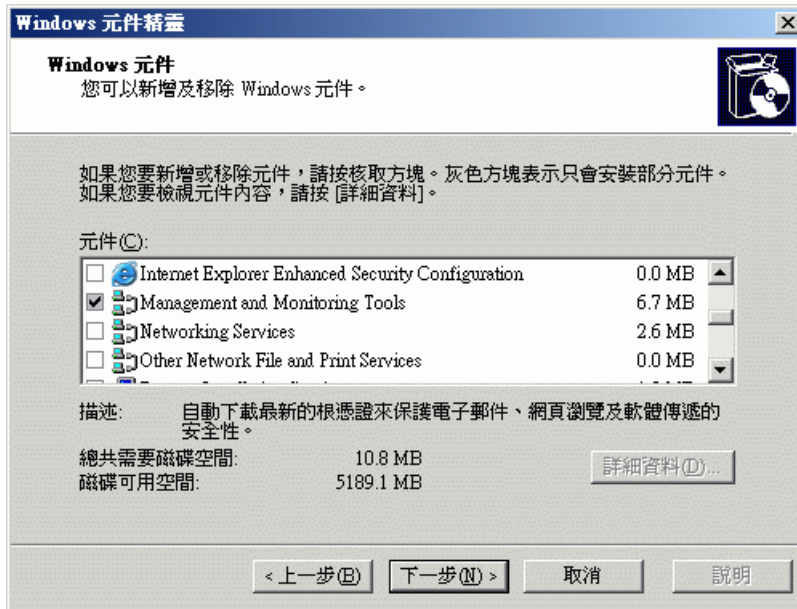 Windows 元件精靈
Windows 元件
您可以新增及移除 Windows 元件。
如果您要新增或移除元件，請按核取方塊。灰色方塊表示只會安裝部分元件。
如果您要檢視元件內容，請按 [詳細資料]。
元件(C):
Internet Explorer Enhanced Security Configuration 0.0 MB
Management and Monitoring Tools 6.7 MB
Networking Services 2.6 MB
Other Network File and Print Services 0.0 MB
描述: 自動下載最新的根憑證來保護電子郵件、網頁瀏覽及軟體傳遞的
安全性。
總共需要磁碟空間: 10.8 MB
磁碟可用空間: 5189.1 MB
詳細資料(D)...
< 上一步(B) 下一步(N) > 取消 說明